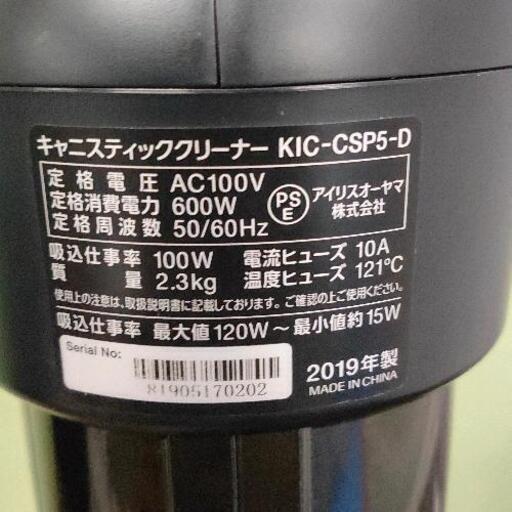 キャニスティッククリーナー KIC-CSP5-D
定格電圧 AC100V
定格消費電力 600W
定格周波数 50/60Hz
PSE
アイリスオーヤマ
株式会社
吸込仕事率 100W 電流ヒューズ 10A
質量 2.3kg 温度ヒューズ 121℃
使用上の注意は、取扱説明書に記載しております。ご確認の上ご使用ください。
吸込仕事率 最大値120W～最小値約15W
Serial No:
81905170202
2019年製
MADE IN CHINA